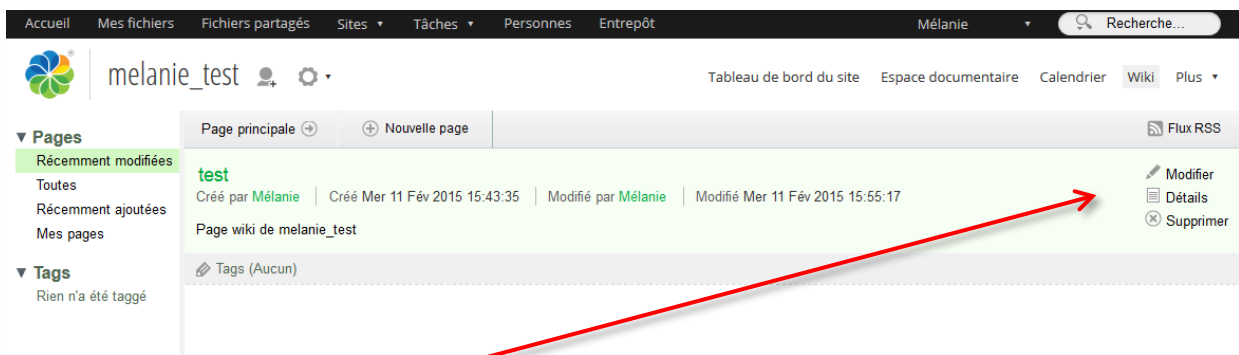 Accueil Mes fichiers Fichiers partagés Sites Tâches Personnes Entrepôt Mélanie Recherche...
melanie_test Tableau de bord du site Espace documentaire Calendrier Wiki Plus
Pages Page principale Nouvelle page Flux RSS
Récemment modifiées
Toutes
Récemment ajoutées
Mes pages
Tags
Rien n'a été taggé
test
Créé par Mélanie Créé Mer 11 Fév 2015 15:43:35 Modifié par Mélanie Modifié Mer 11 Fév 2015 15:55:17
Page wiki de melanie_test
Tags (Aucun)
Modifier
Détails
Supprimer